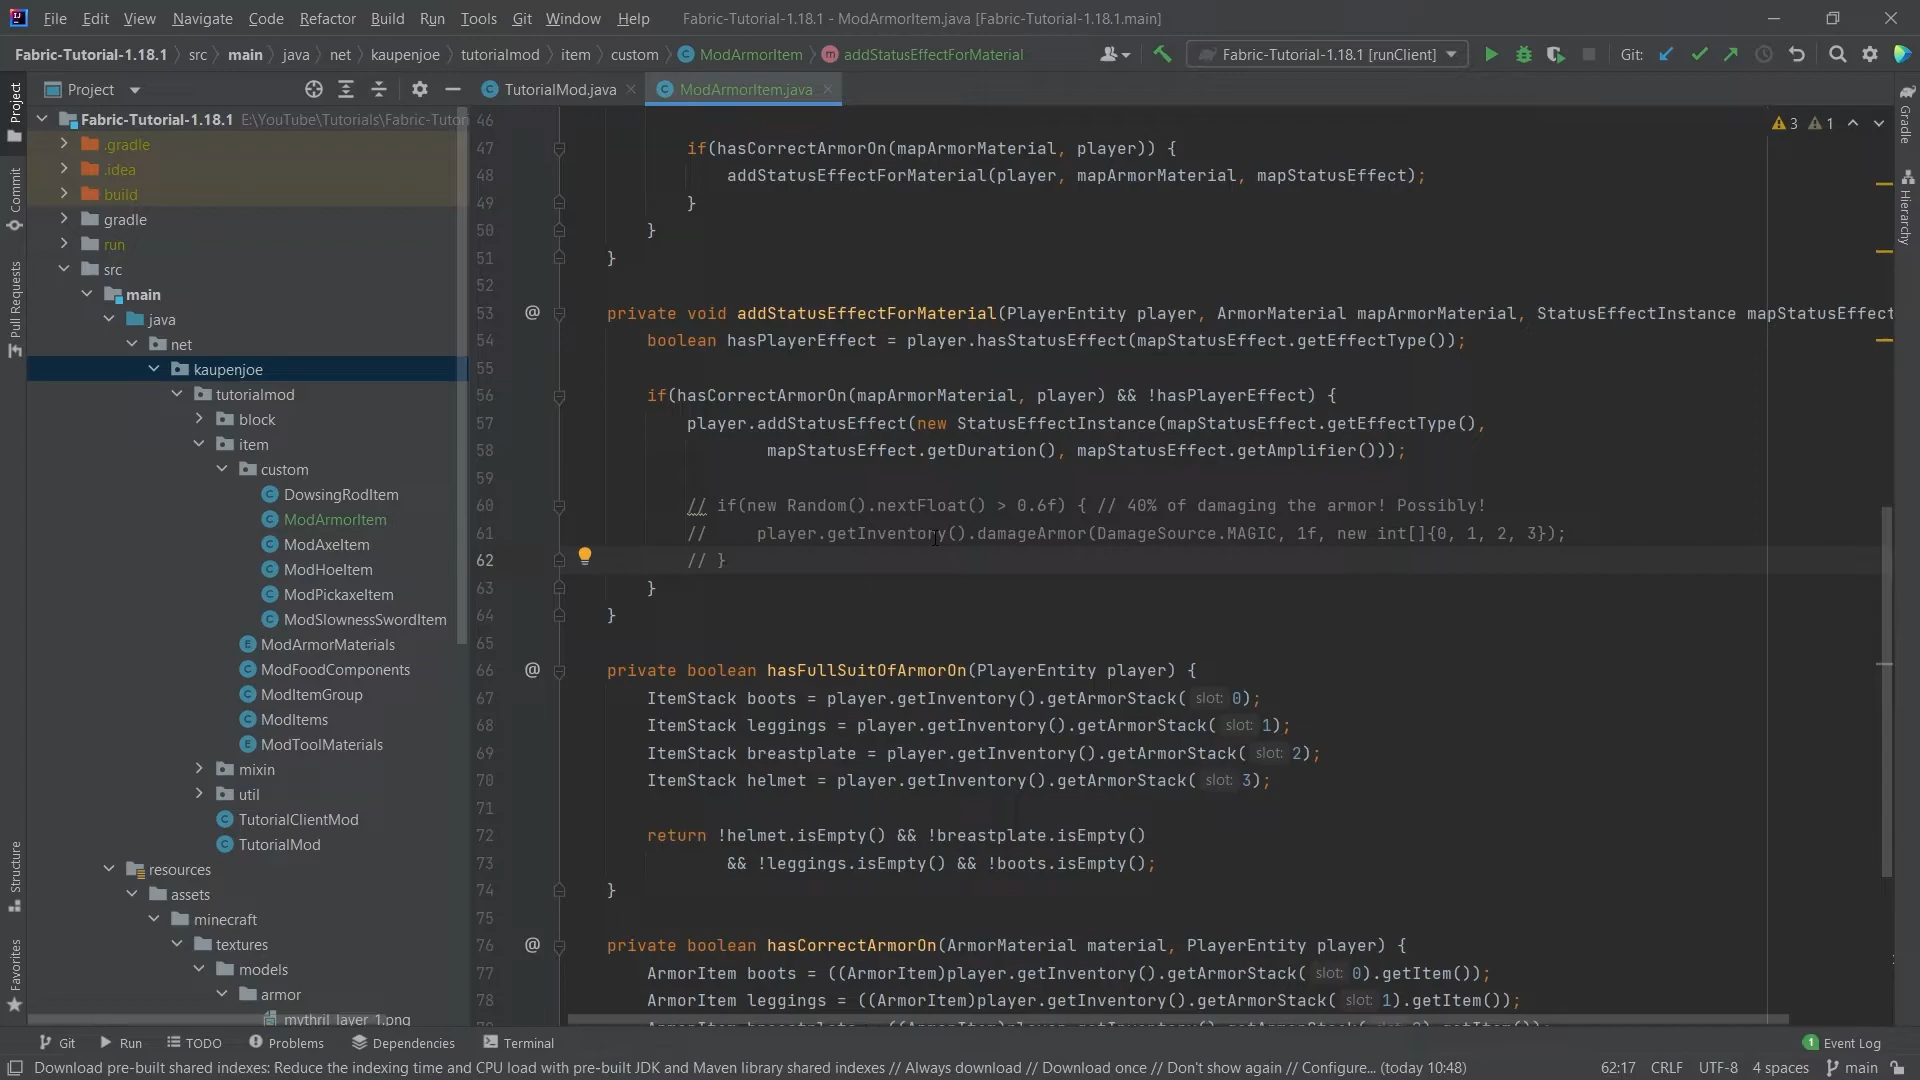 File Edit View Navigate Code Refactor Build Run Tools Git Window Help Fabric-Tutorial-1.18.1 - ModArmorItem.java [Fabric-Tutorial-1.18.1.main]
Fabric-Tutorial-1.18.1 src main java net kaupenjoe tutorialmod item custom ModArmorItem addStatusEffectForMaterial Fabric-Tutorial-1.18.1 [runClient] Git:
Project
TutorialMod.java ModArmorItem.java
Project
Commit
Pull Requests
Structure
Favorites
Fabric-Tutorial-1.18.1 E:\YouTube\Tutorials\Fabric-Tutor
.gradle
.idea
build
gradle
run
src
main
java
net
kaupenjoe
tutorialmod
block
item
custom
DowsingRodItem
ModArmorItem
ModAxeItem
ModHoeItem
ModPickaxeItem
ModSlownessSwordItem
ModArmorMaterials
ModFoodComponents
ModItemGroup
ModItems
ModToolMaterials
mixin
util
TutorialClientMod
TutorialMod
resources
assets
minecraft
textures
models
armor
mythril_layer_1.png
3 1
46
47 if(hasCorrectArmorOn(mapArmorMaterial, player)) {
48 addStatusEffectForMaterial(player, mapArmorMaterial, mapStatusEffect);
49 }
50 }
51 }
52
53 @ private void addStatusEffectForMaterial(PlayerEntity player, ArmorMaterial mapArmorMaterial, StatusEffectInstance mapStatusEffect
54 boolean hasPlayerEffect = player.hasStatusEffect(mapStatusEffect.getEffectType());
55
56 if(hasCorrectArmorOn(mapArmorMaterial, player) && !hasPlayerEffect) {
57 player.addStatusEffect(new StatusEffectInstance(mapStatusEffect.getEffectType(),
58 mapStatusEffect.getDuration(), mapStatusEffect.getAmplifier()));
59
60 // if(new Random().nextFloat() > 0.6f) { // 40% of damaging the armor! Possibly!
61 // player.getInventory().damageArmor(DamageSource.MAGIC, 1f, new int[]{0, 1, 2, 3});
62 // }
63 }
64 }
65
66 @ private boolean hasFullSuitOfArmorOn(PlayerEntity player) {
67 ItemStack boots = player.getInventory().getArmorStack( slot: 0);
68 ItemStack leggings = player.getInventory().getArmorStack( slot: 1);
69 ItemStack breastplate = player.getInventory().getArmorStack( slot: 2);
70 ItemStack helmet = player.getInventory().getArmorStack( slot: 3);
71
72 return !helmet.isEmpty() && !breastplate.isEmpty()
73 && !leggings.isEmpty() && !boots.isEmpty();
74 }
75
76 @ private boolean hasCorrectArmorOn(ArmorMaterial material, PlayerEntity player) {
77 ArmorItem boots = ((ArmorItem)player.getInventory().getArmorStack( slot: 0).getItem());
78 ArmorItem leggings = ((ArmorItem)player.getInventory().getArmorStack( slot: 1).getItem());
Gradle
Hierarchy
Git Run TODO Problems Dependencies Terminal 1 Event Log
Download pre-built shared indexes: Reduce the indexing time and CPU load with pre-built JDK and Maven library shared indexes // Always download // Download once // Don't show again // Configure... (today 10:48) 62:17 CRLF UTF-8 4 spaces main